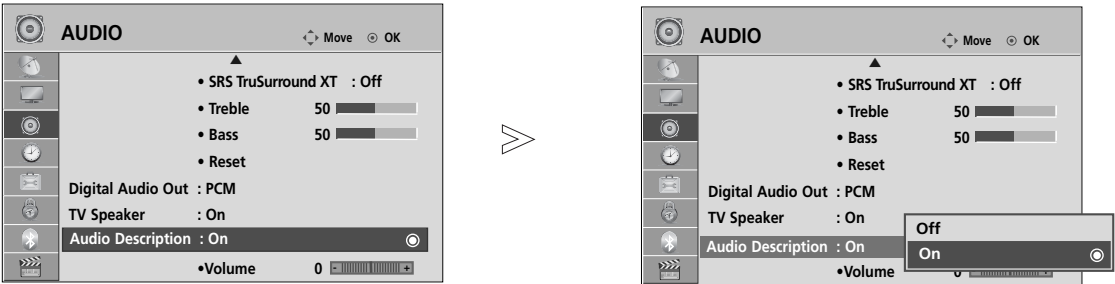 AUDIO
Move OK
• SRS TruSurround XT : Off
• Treble 50
• Bass 50
• Reset
Digital Audio Out : PCM
TV Speaker : On
Audio Description : On
•Volume 0 - +
>
AUDIO
Move OK
• SRS TruSurround XT : Off
• Treble 50
• Bass 50
• Reset
Digital Audio Out : PCM
TV Speaker : On
Audio Description : On
•Volume
Off
On